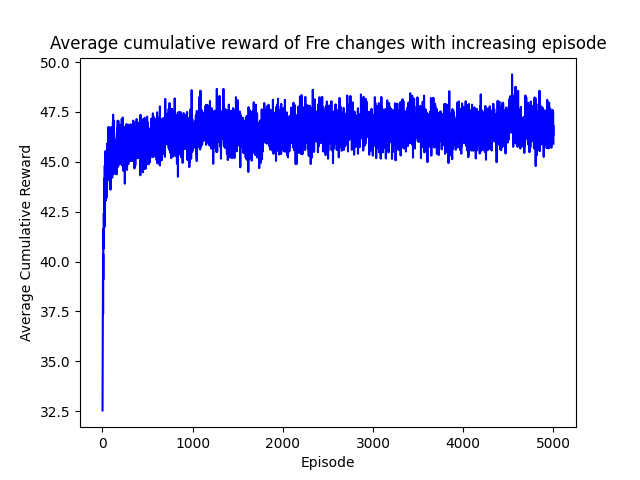 Average cumulative reward of Fre changes with increasing episode
50.0
47.5
45.0
42.5
40.0
37.5
35.0
32.5
Average Cumulative Reward
0 1000 2000 3000 4000 5000
Episode